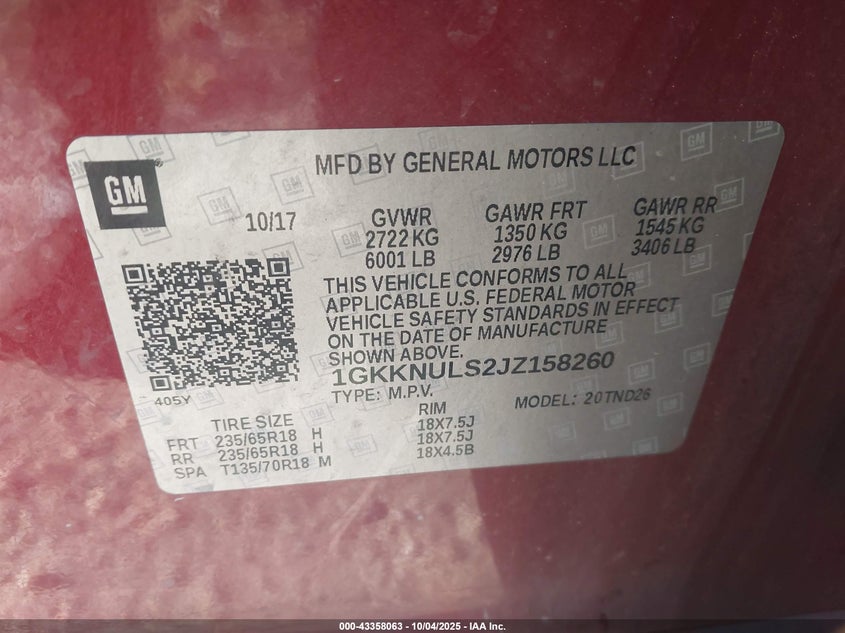 GM
MFD BY GENERAL MOTORS LLC
10/17
GVWR
2722 KG
6001 LB
GAWR FRT
1350 KG
2976 LB
GAWR RR
1545 KG
3406 LB
THIS VEHICLE CONFORMS TO ALL
APPLICABLE U.S. FEDERAL MOTOR
VEHICLE SAFETY STANDARDS IN EFFECT
ON THE DATE OF MANUFACTURE
SHOWN ABOVE.
1GKKNULS2JZ158260
TYPE: M.P.V.
MODEL: 20TND26
405Y
TIRE SIZE RIM
FRT 235/65R18 H 18X7.5J
RR 235/65R18 H 18X7.5J
SPA T135/70R18 M 18X4.5B
000-43358063 - 10/04/2025 - IAA Inc.